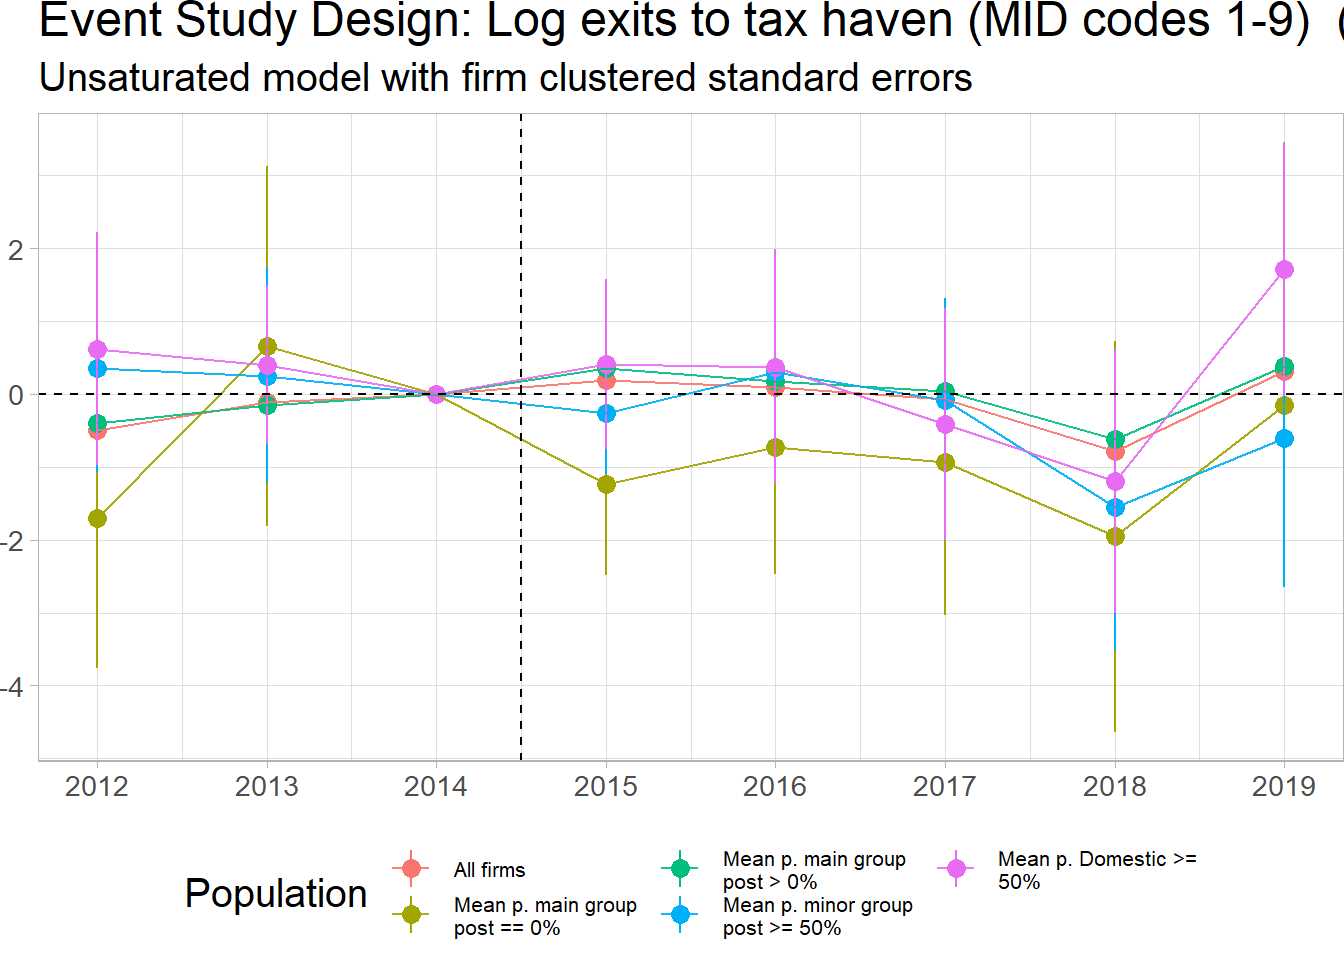 Event Study Design: Log exits to tax haven (MID codes 1-9) (
Unsaturated model with firm clustered standard errors
2
0
-2
-4
2012 2013 2014 2015 2016 2017 2018 2019
Population
All firms
Mean p. main group
post == 0%
Mean p. main group
post > 0%
Mean p. minor group
post >= 50%
Mean p. Domestic >=
50%